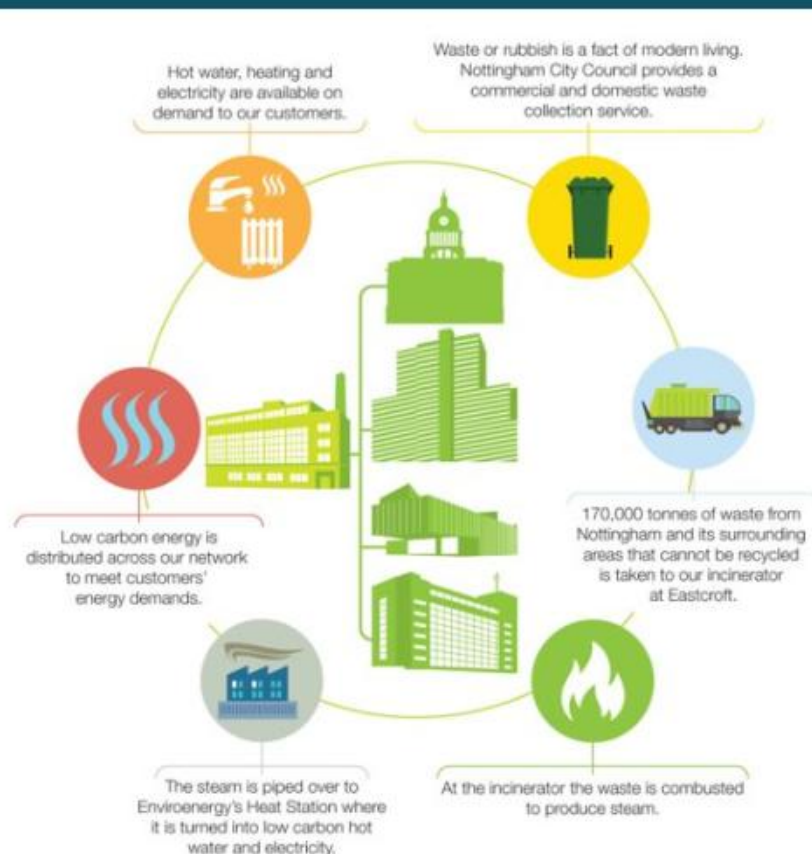 Hot water, heating and
electricity are available on
demand to our customers.
Waste or rubbish is a fact of modern living.
Nottingham City Council provides a
commercial and domestic waste
collection service.
170,000 tonnes of waste from
Nottingham and its surrounding
areas that cannot be recycled
is taken to our incinerator
at Eastcroft.
At the incinerator the waste is combusted
to produce steam.
The steam is piped over to
Enviroenergy's Heat Station where
it is turned into low carbon hot
water and electricity.
Low carbon energy is
distributed across our network
to meet customers'
energy demands.